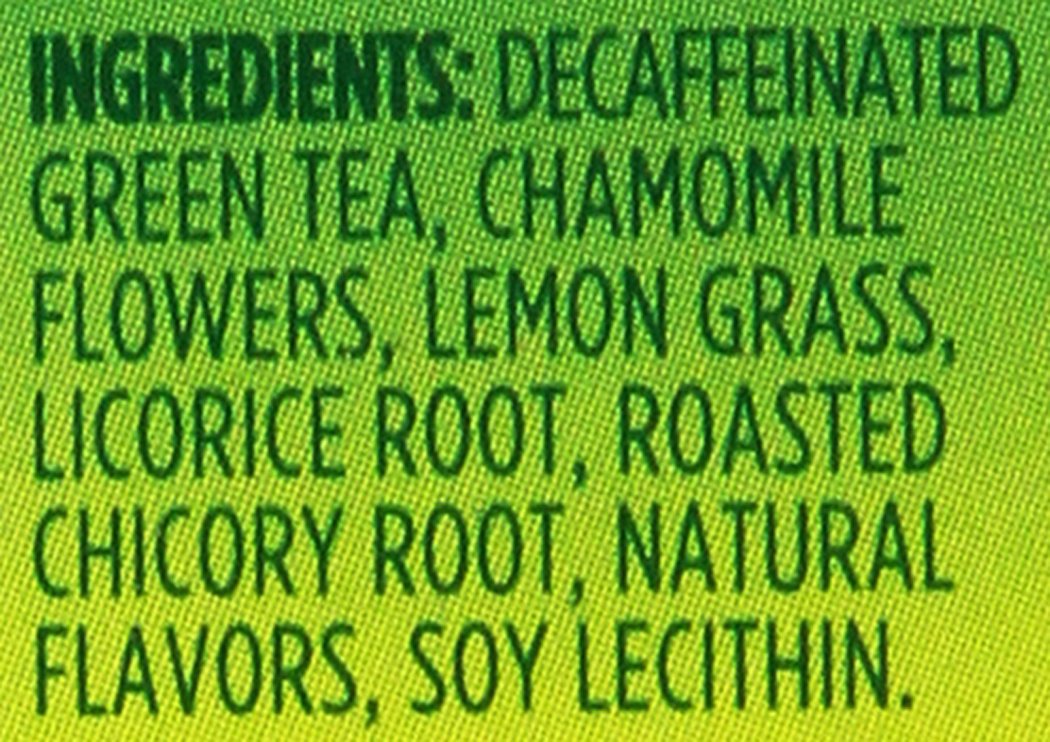 INGREDIENTS: DECAFFEINATED
GREEN TEA, CHAMOMILE
FLOWERS, LEMON GRASS,
LICORICE ROOT, ROASTED
CHICORY ROOT, NATURAL
FLAVORS, SOY LECITHIN.